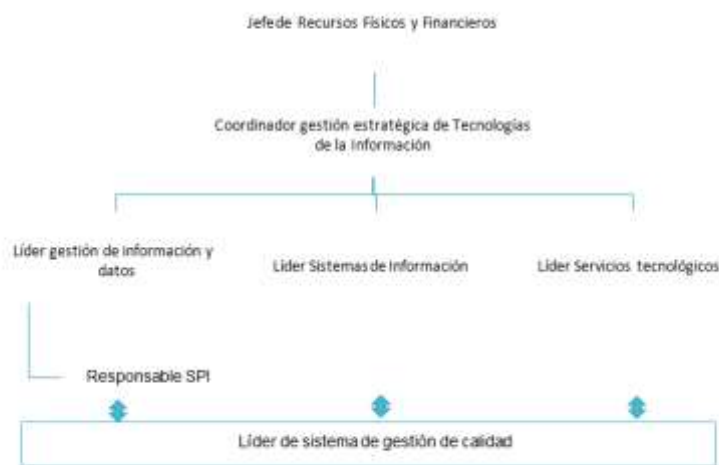 Jefe de Recursos Físicos y Financieros
Coordinador gestión estratégica de Tecnologías
de la Información
Líder gestión de información y
datos
Líder Sistemas de Información
Líder Servicios tecnológicos
Responsable SPI
Líder de sistema de gestión de calidad